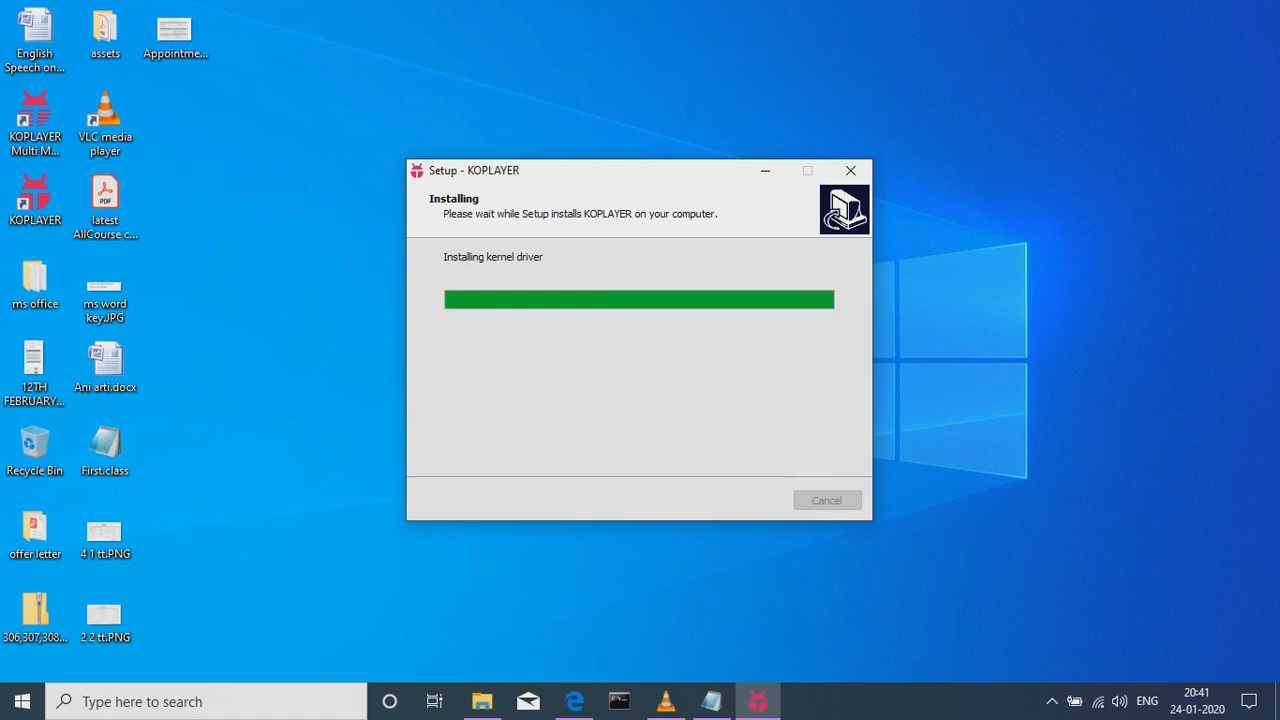 English
Speech on...
assets
Appointme...
KOPLAYER
Multi M...
VLC media
player
KOPLAYER
PDF
latest
AllCourse c...
ms office
ms word
key.JPG
12TH
FEBRUARY...
Ani arti.docx
Recycle Bin
First.class
offer letter
4 1 tt.PNG
306,307,308...
2 2 tt.PNG
Setup - KOPLAYER
Installing
Please wait while Setup installs KOPLAYER on your computer.
Installing kernel driver
Cancel
Type here to search
ENG
20:41
24-01-2020